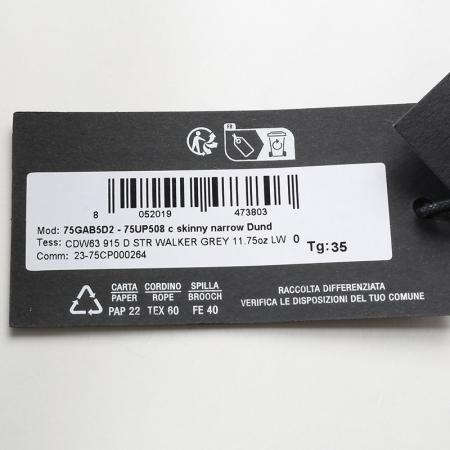 FR
8 052019 473803
Mod: 75GAB5D2 - 75UP508 c skinny narrow Dund
Tess: CDW63 915 D STR WALKER GREY 11.75oz LW 0
Tg:35
Comm: 23-75CP000264
CARTA CORDINO SPILLA
PAPER ROPE BROOCH
PAP 22 TEX 60 FE 40
RACCOLTA DIFFERENZIATA
VERIFICA LE DISPOSIZIONI DEL TUO COMUNE